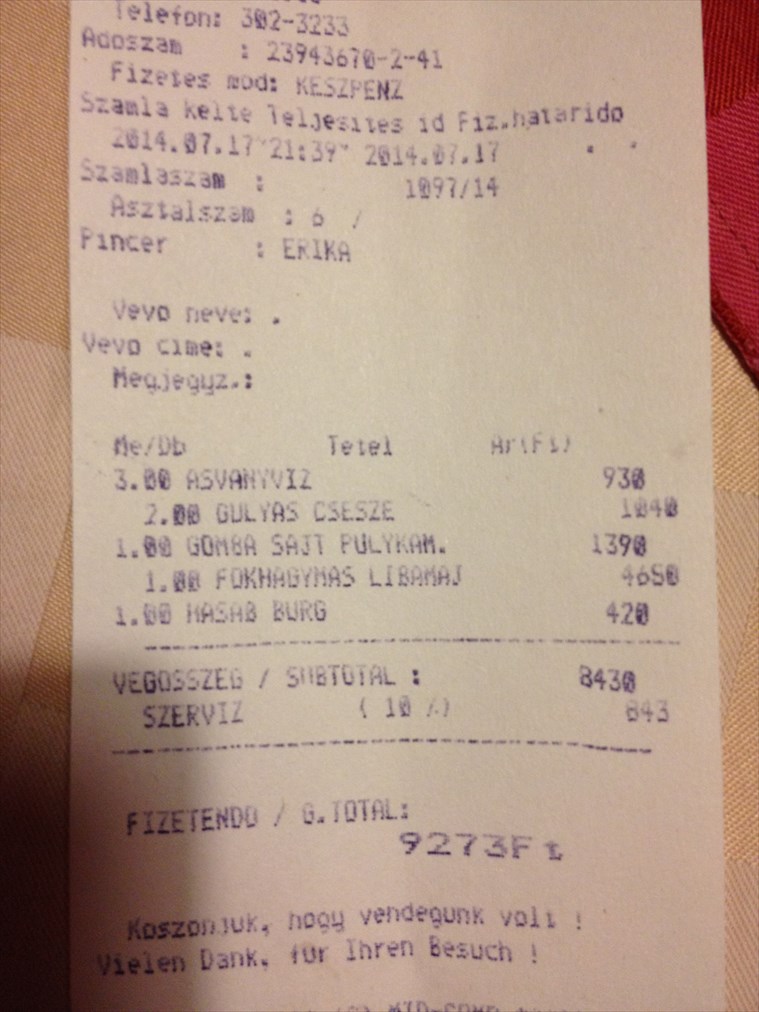 Telefon: 302-3233
Adoszam : 23943670-2-41
Fizetes mod: KESZPENZ
Szamla kelte Teljesites id Fiz.hatarido
2014.07.17"21:39" 2014.07.17 . .
Szamlaszam : 1097/14
Asztalszam : 6 /
Pincer : ERIKA
Vevo neve: .
Vevo cime: .
Megjegyz.:
Me/Db Tetel Ar(Ft)
3.00 ASVANYVIZ 930
2.00 GULYAS CSESZE 1040
1.00 GOMBA SAJT PULYKAM. 1390
1.00 FOKHAGYMAS LIBAMAJ 4650
1.00 HASAB BURG 420
VEGOSSZEG / SUBTOTAL : 8430
SZERVIZ ( 10 %) 843
FIZETENDO / G.TOTAL:
9273Ft
Koszonjuk, hogy vendegunk volt !
Vielen Dank. für Ihren Besuch !